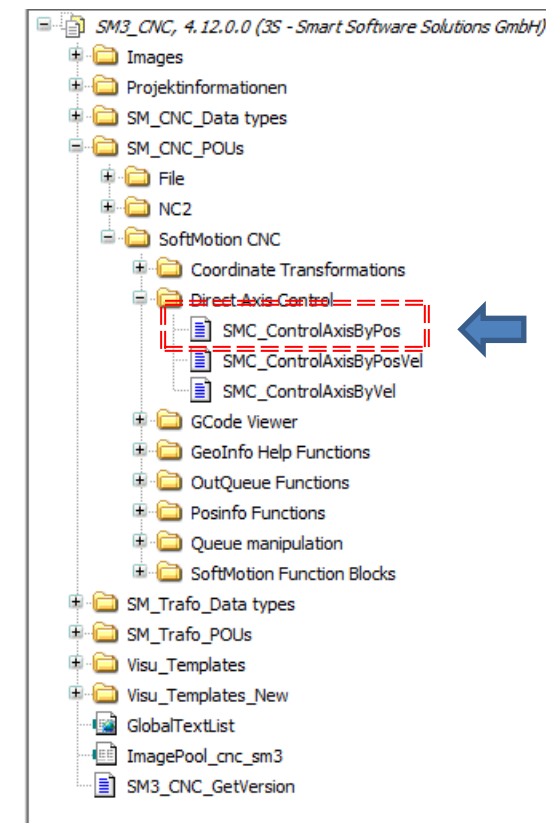 SM3_CNC, 4.12.0.0 (3S - Smart Software Solutions GmbH)
Images
Projektinformationen
SM_CNC_Data types
SM_CNC_POUs
File
NC2
SoftMotion CNC
Coordinate Transformations
Direct Axis Control
SMC_ControlAxisByPos
SMC_ControlAxisByPosVel
SMC_ControlAxisByVel
GCode Viewer
GeoInfo Help Functions
OutQueue Functions
Posinfo Functions
Queue manipulation
SoftMotion Function Blocks
SM_Trafo_Data types
SM_Trafo_POUs
Visu_Templates
Visu_Templates_New
GlobalTextList
ImagePool_cnc_sm3
SM3_CNC_GetVersion